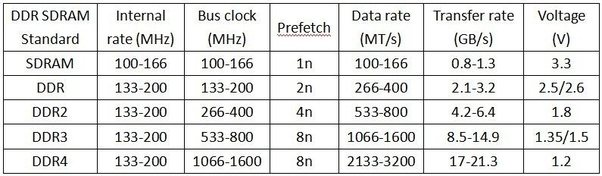 DDR SDRAM Standard Internal rate (MHz) Bus clock (MHz) Prefetch Data rate (MT/s) Transfer rate (GB/s) Voltage (V)
SDRAM 100-166 100-166 1n 100-166 0.8-1.3 3.3
DDR 133-200 133-200 2n 266-400 2.1-3.2 2.5/2.6
DDR2 133-200 266-400 4n 533-800 4.2-6.4 1.8
DDR3 133-200 533-800 8n 1066-1600 8.5-14.9 1.35/1.5
DDR4 133-200 1066-1600 8n 2133-3200 17-21.3 1.2